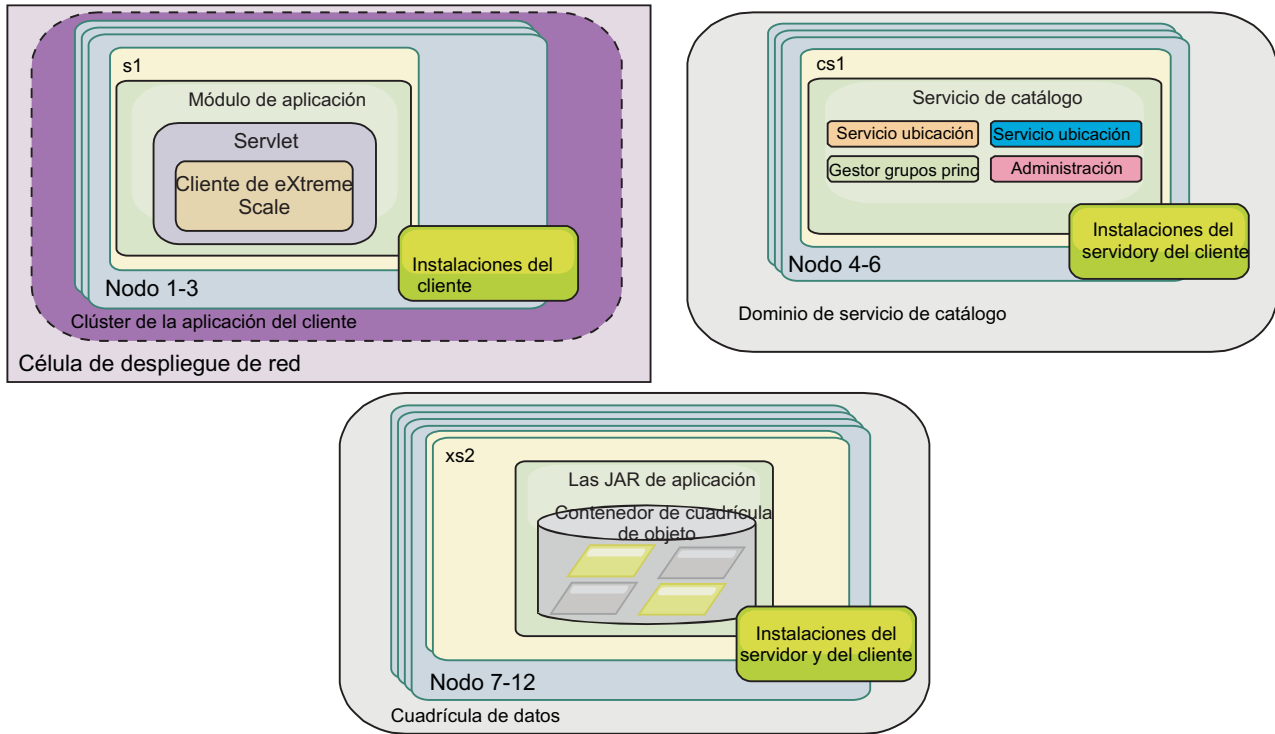 s1
Módulo de aplicación
Servlet
Cliente de eXtreme
Scale
Instalaciones del
cliente
Nodo 1-3
Clúster de la aplicación del cliente
Célula de despliegue de red
cs1
Servicio de catálogo
Servicio ubicación
Servicio ubicación
Gestor grupos princ
Administración
Instalaciones del
servidory del cliente
Nodo 4-6
Dominio de servicio de catálogo
xs2
Las JAR de aplicación
Contenedor de cuadrícula
de objeto
Instalaciones del
servidor y del cliente
Nodo 7-12
Cuadrícula de datos